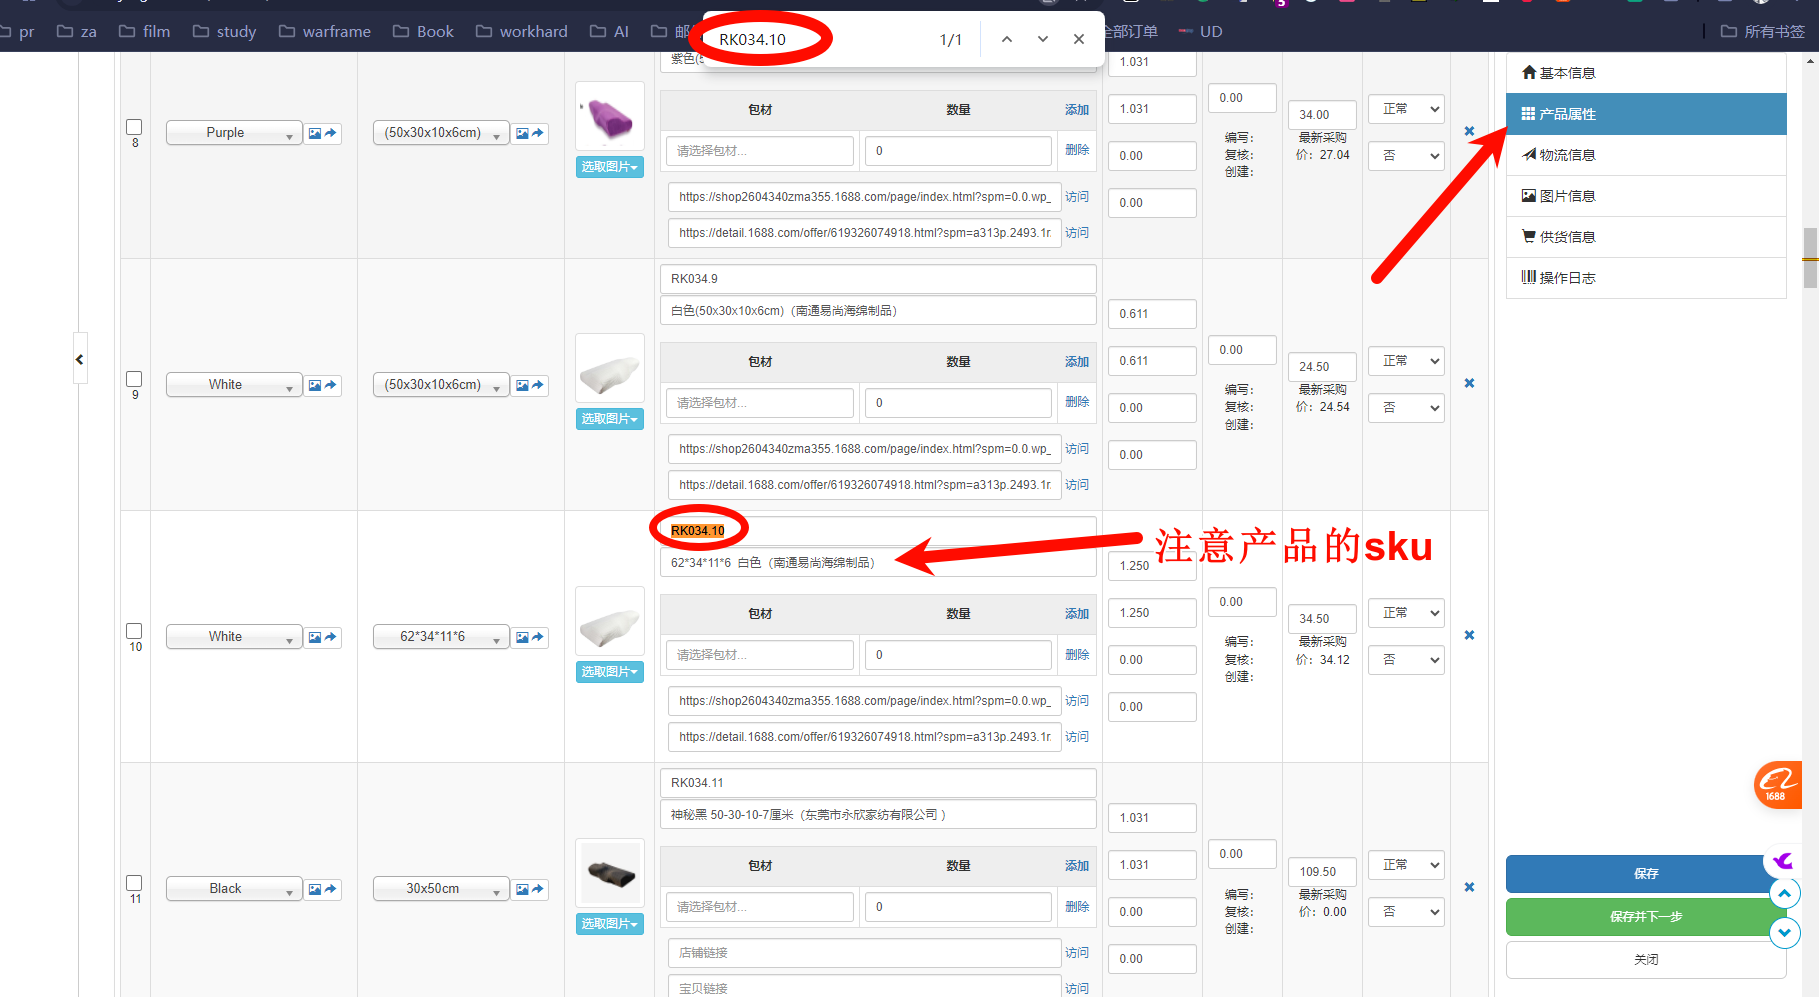 RK034.10
1/1
pr
za
film
study
warframe
Book
workhard
AI
全部订单
UD
所有书签
1.031
包材
数量
添加
8
Purple
(50x30x10x6cm)
选取图片
请选择包材...
0
删除
https://shop2604340zma355.1688.com/page/index.html?spm=0.0.wp_
访问
https://detail.1688.com/offer/619326074918.html?spm=a313p.2493.1r
访问
1.031
0.00
0.00
0.00
编写:
复核:
创建:
34.00
最新采购
价: 27.04
正常
否
RK034.9
白色(50x30x10x6cm)（南通易尚海绵制品）
包材
数量
添加
9
White
(50x30x10x6cm)
选取图片
请选择包材...
0
删除
https://shop2604340zma355.1688.com/page/index.html?spm=0.0.wp_
访问
https://detail.1688.com/offer/619326074918.html?spm=a313p.2493.1r
访问
0.611
0.611
0.00
0.00
0.00
编写:
复核:
创建:
24.50
最新采购
价: 24.54
正常
否
RK034.10
62*34*11*6 白色（南通易尚海绵制品）
注意产品的sku
包材
数量
添加
10
White
62*34*11*6
选取图片
请选择包材...
0
删除
https://shop2604340zma355.1688.com/page/index.html?spm=0.0.wp_
访问
https://detail.1688.com/offer/619326074918.html?spm=a313p.2493.1r
访问
1.250
1.250
0.00
0.00
0.00
编写:
复核:
创建:
34.50
最新采购
价: 34.12
正常
否
RK034.11
神秘黑 50-30-10-7厘米（东莞市永欣家纺有限公司 ）
包材
数量
添加
11
Black
30x50cm
选取图片
请选择包材...
0
删除
店铺链接
访问
宝贝链接
访问
1.031
1.031
0.00
0.00
0.00
编写:
复核:
创建:
109.50
最新采购
价: 0.00
正常
否
基本信息
产品属性
物流信息
图片信息
供货信息
操作日志
1688
保存
保存并下一步
关闭